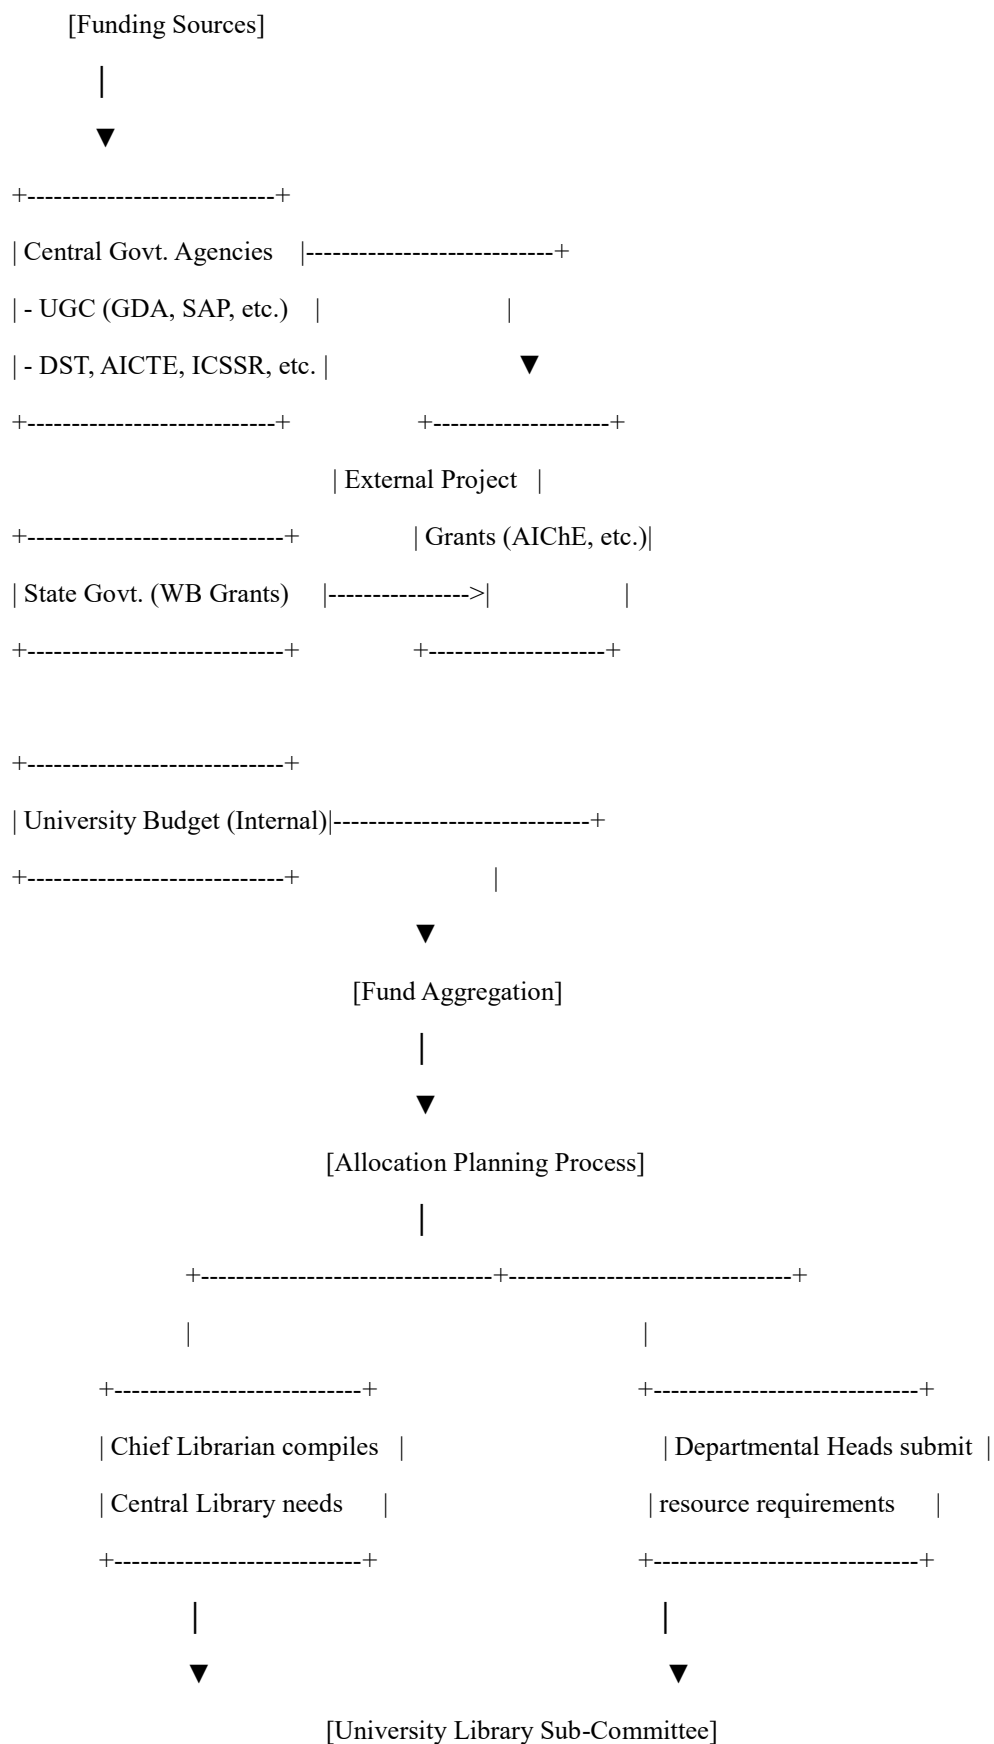 [Funding Sources]
|
▼
+----------------------------+
| Central Govt. Agencies |----------------------------+
| - UGC (GDA, SAP, etc.) | |
| - DST, AICTE, ICSSR, etc. | ▼
+----------------------------+ +--------------------+
| External Project |
+-----------------------------+ | Grants (AIChE, etc.)|
| State Govt. (WB Grants) |---------------->| |
+-----------------------------+ +--------------------+
+-----------------------------+
| University Budget (Internal)|-----------------------------+
+-----------------------------+ |
▼
[Fund Aggregation]
|
▼
[Allocation Planning Process]
|
+---------------------------------+--------------------------------+
| |
+----------------------------+ +------------------------------+
| Chief Librarian compiles | | Departmental Heads submit |
| Central Library needs | | resource requirements |
+----------------------------+ +------------------------------+
| |
▼ ▼
[University Library Sub-Committee]